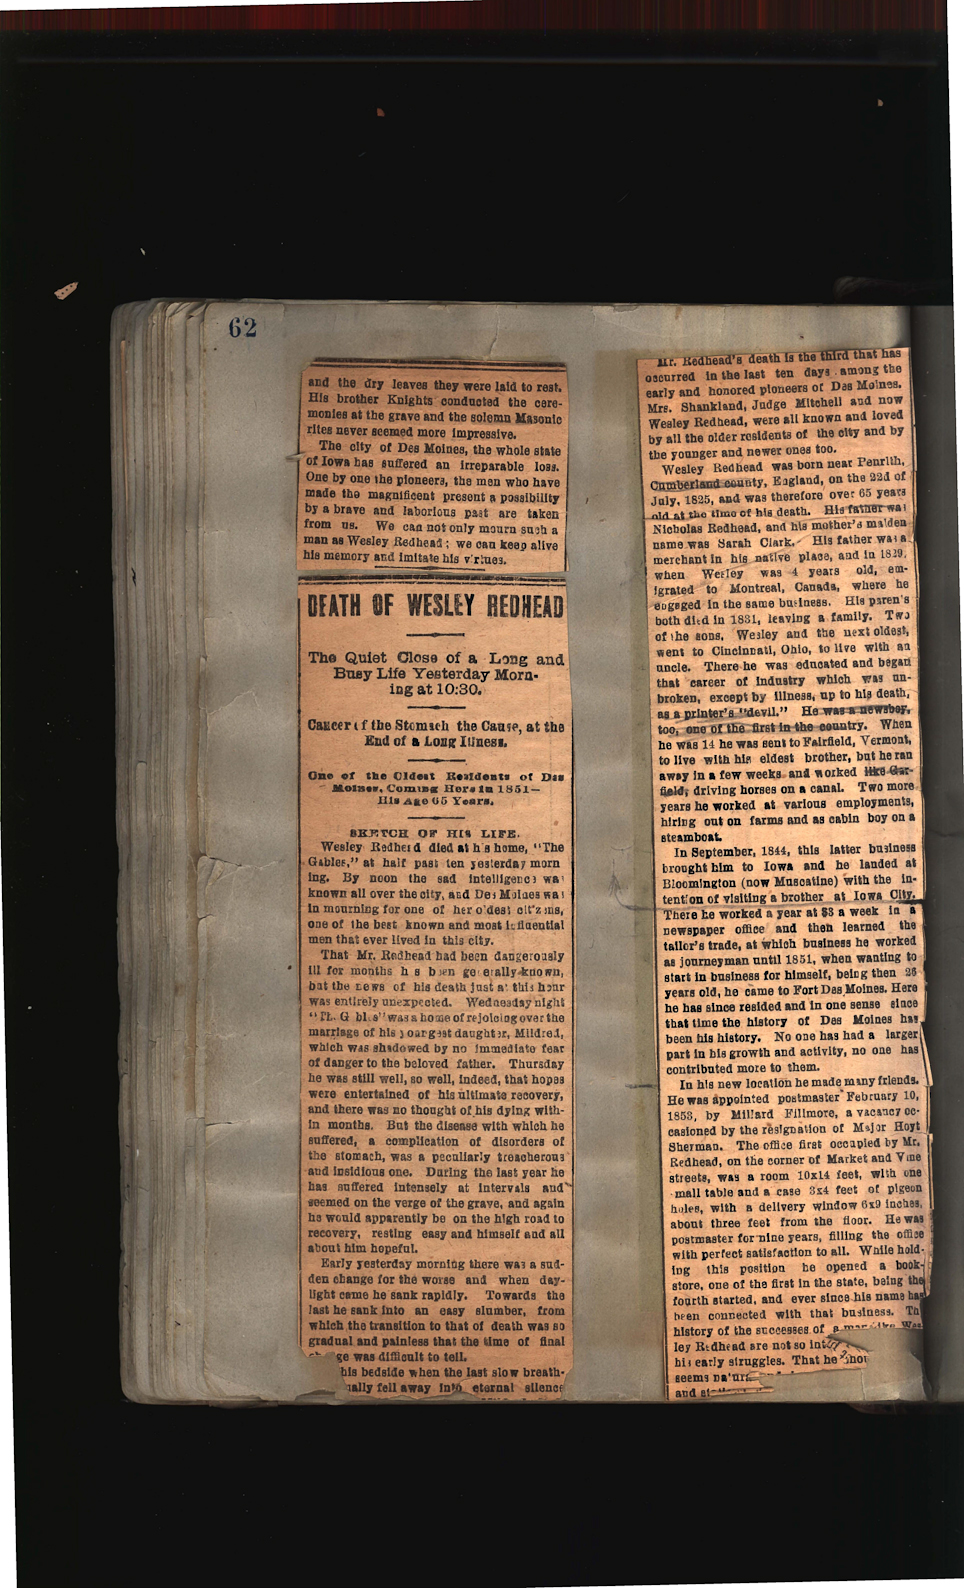 62
and the dry leaves they were laid to rest.
His brother Knights conducted the cere-
monies at the grave and the solemn Masonic
rites never seemed more impressive.
The city of Des Moines, the whole state
of Iowa has suffered an irreparable loss.
One by one the pioneers, the men who have
made the magnificent present a possibility
by a brave and laborious past are taken
from us. We can not only mourn such a
man as Wesley Redhead; we can keep alive
his memory and imitate his virtues.
DEATH OF WESLEY REDHEAD
The Quiet Close of a Long and
Busy Life Yesterday Morn-
ing at 10:30.
Cancer of the Stomach the Cause, at the
End of a Long Illness.
One of the Oldest Residents of Des
Moines, Coming Here in 1851—
His Age 65 Years.
SKETCH OF HIS LIFE.
Wesley Redhead died at his home, "The
Gables," at half past ten yesterday morn
ing. By noon the sad intelligence was
known all over the city, and Des Moines was
in mourning for one of her oldest citizens,
one of the best known and most influential
men that ever lived in this city.
That Mr. Redhead had been dangerously
ill for months h s been generally known,
but the news of his death just at this hour
was entirely unexpected. Wednesday night
"Th. G bl s" was a home of rejoicing over the
marriage of his youngest daughter, Mildred,
which was shadowed by no immediate fear
of danger to the beloved father. Thursday
he was still well, so well, indeed, that hopes
were entertained of his ultimate recovery,
and there was no thought of his dying with-
in months. But the disease with which he
suffered, a complication of disorders of
the stomach, was a peculiarly treacherous
and insidious one. During the last year he
has suffered intensely at intervals and
seemed on the verge of the grave, and again
he would apparently be on the high road to
recovery, resting easy and himself and all
about him hopeful.
Early yesterday morning there was a sud-
den change for the worse and when day-
light came he sank rapidly. Towards the
last he sank into an easy slumber, from
which the transition to that of death was so
gradual and painless that the time of final
ge was difficult to tell.
his bedside when the last slow breath-
ually fell away into eternal silence
Mr. Redhead's death is the third that has
occurred in the last ten days among the
early and honored pioneers of Des Moines.
Mrs. Shankland, Judge Mitchell and now
Wesley Redhead, were all known and loved
by all the older residents of the city and by
the younger and newer ones too.
Wesley Redhead was born near Penrith,
Cumberland county, England, on the 22d of
July, 1825, and was therefore over 65 years
old at the time of his death. His father was
Nicholas Redhead, and his mother's maiden
name was Sarah Clark. His father was a
merchant in his native place, and in 1829,
when Wesley was 4 years old, em-
igrated to Montreal, Canada, where he
engaged in the same business. His parents
both died in 1831, leaving a family. Two
of the sons, Wesley and the next oldest,
went to Cincinnati, Ohio, to live with an
uncle. There he was educated and began
that career of industry which was un-
broken, except by illness, up to his death,
as a printer's "devil." He was a newsboy,
too, one of the first in the country. When
he was 14 he was sent to Fairfield, Vermont,
to live with his eldest brother, but he ran
away in a few weeks and worked like Gar-
field, driving horses on a canal. Two more
years he worked at various employments,
hiring out on farms and as cabin boy on a
steamboat.
In September, 1844, this latter business
brought him to Iowa and he landed at
Bloomington (now Muscatine) with the in-
tention of visiting a brother at Iowa City.
There he worked a year at $3 a week in a
newspaper office and then learned the
tailor's trade, at which business he worked
as journeyman until 1851, when wanting to
start in business for himself, being then 26
years old, he came to Fort Des Moines. Here
he has since resided and in one sense since
that time the history of Des Moines has
been his history. No one has had a larger
part in his growth and activity, no one has
contributed more to them.
In his new location he made many friends.
He was appointed postmaster February 10,
1853, by Millard Fillmore, a vacancy oc-
casioned by the resignation of Major Hoyt
Sherman. The office first occupied by Mr.
Redhead, on the corner of Market and Vine
streets, was a room 10x14 feet, with one
small table and a case 3x4 feet of pigeon
holes, with a delivery window 6x9 inches,
about three feet from the floor. He was
postmaster for nine years, filling the office
with perfect satisfaction to all. While hold-
ing this position he opened a book-
store, one of the first in the state, being the
fourth started, and ever since his name has
been connected with that business. Th
history of the successes of a man like Wes
ley Redhead are not so int
his early struggles. That he
seems natur
and